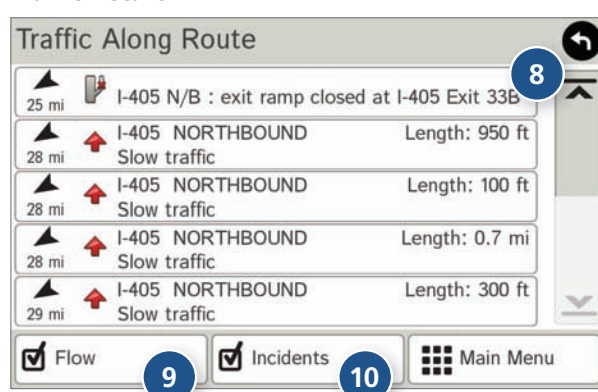 Traffic Along Route
8
25 mi
I-405 N/B : exit ramp closed at I-405 Exit 33B
I-405 NORTHBOUND Length: 950 ft
28 mi Slow traffic
I-405 NORTHBOUND Length: 100 ft
28 mi Slow traffic
I-405 NORTHBOUND Length: 0.7 mi
28 mi Slow traffic
I-405 NORTHBOUND Length: 300 ft
29 mi Slow traffic
Flow 9 Incidents 10 Main Menu